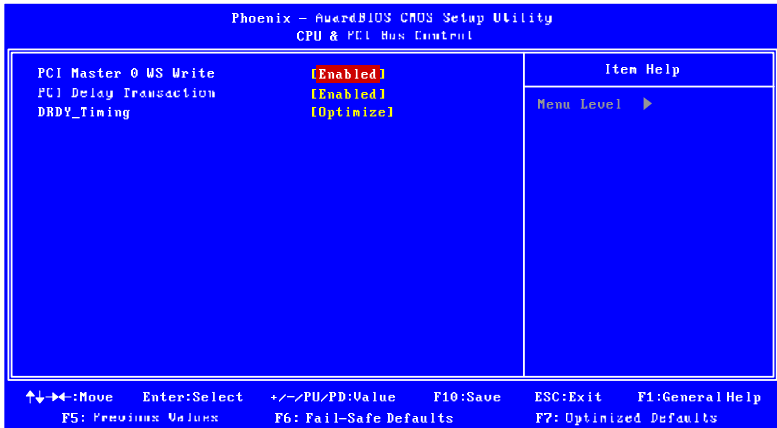 Phoenix – AwardBIOS CMOS Setup Utility
CPU & PCI Bus Control
PCI Master 0 WS Write [Enabled]
PCI Delay Transaction [Enabled]
DRDY_Timing [Optimize]
Item Help
Menu Level ▶
↑↓→←:Move Enter:Select +/-/PU/PD:Value F10:Save ESC:Exit F1:General Help
F5: Previous Values F6: Fail-Safe Defaults F7: Optimized Defaults